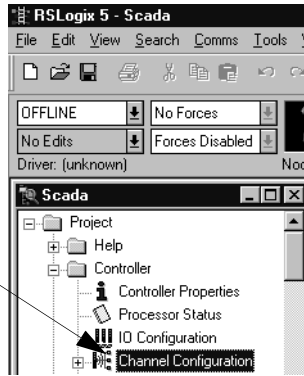 RSLogix 5 - Scada
File Edit View Search Comms Tools
OFFLINE No Forces
No Edits Forces Disabled
Driver: (unknown) Noc
Scada
Project
Help
Controller
Controller Properties
Processor Status
IO Configuration
Channel Configuration